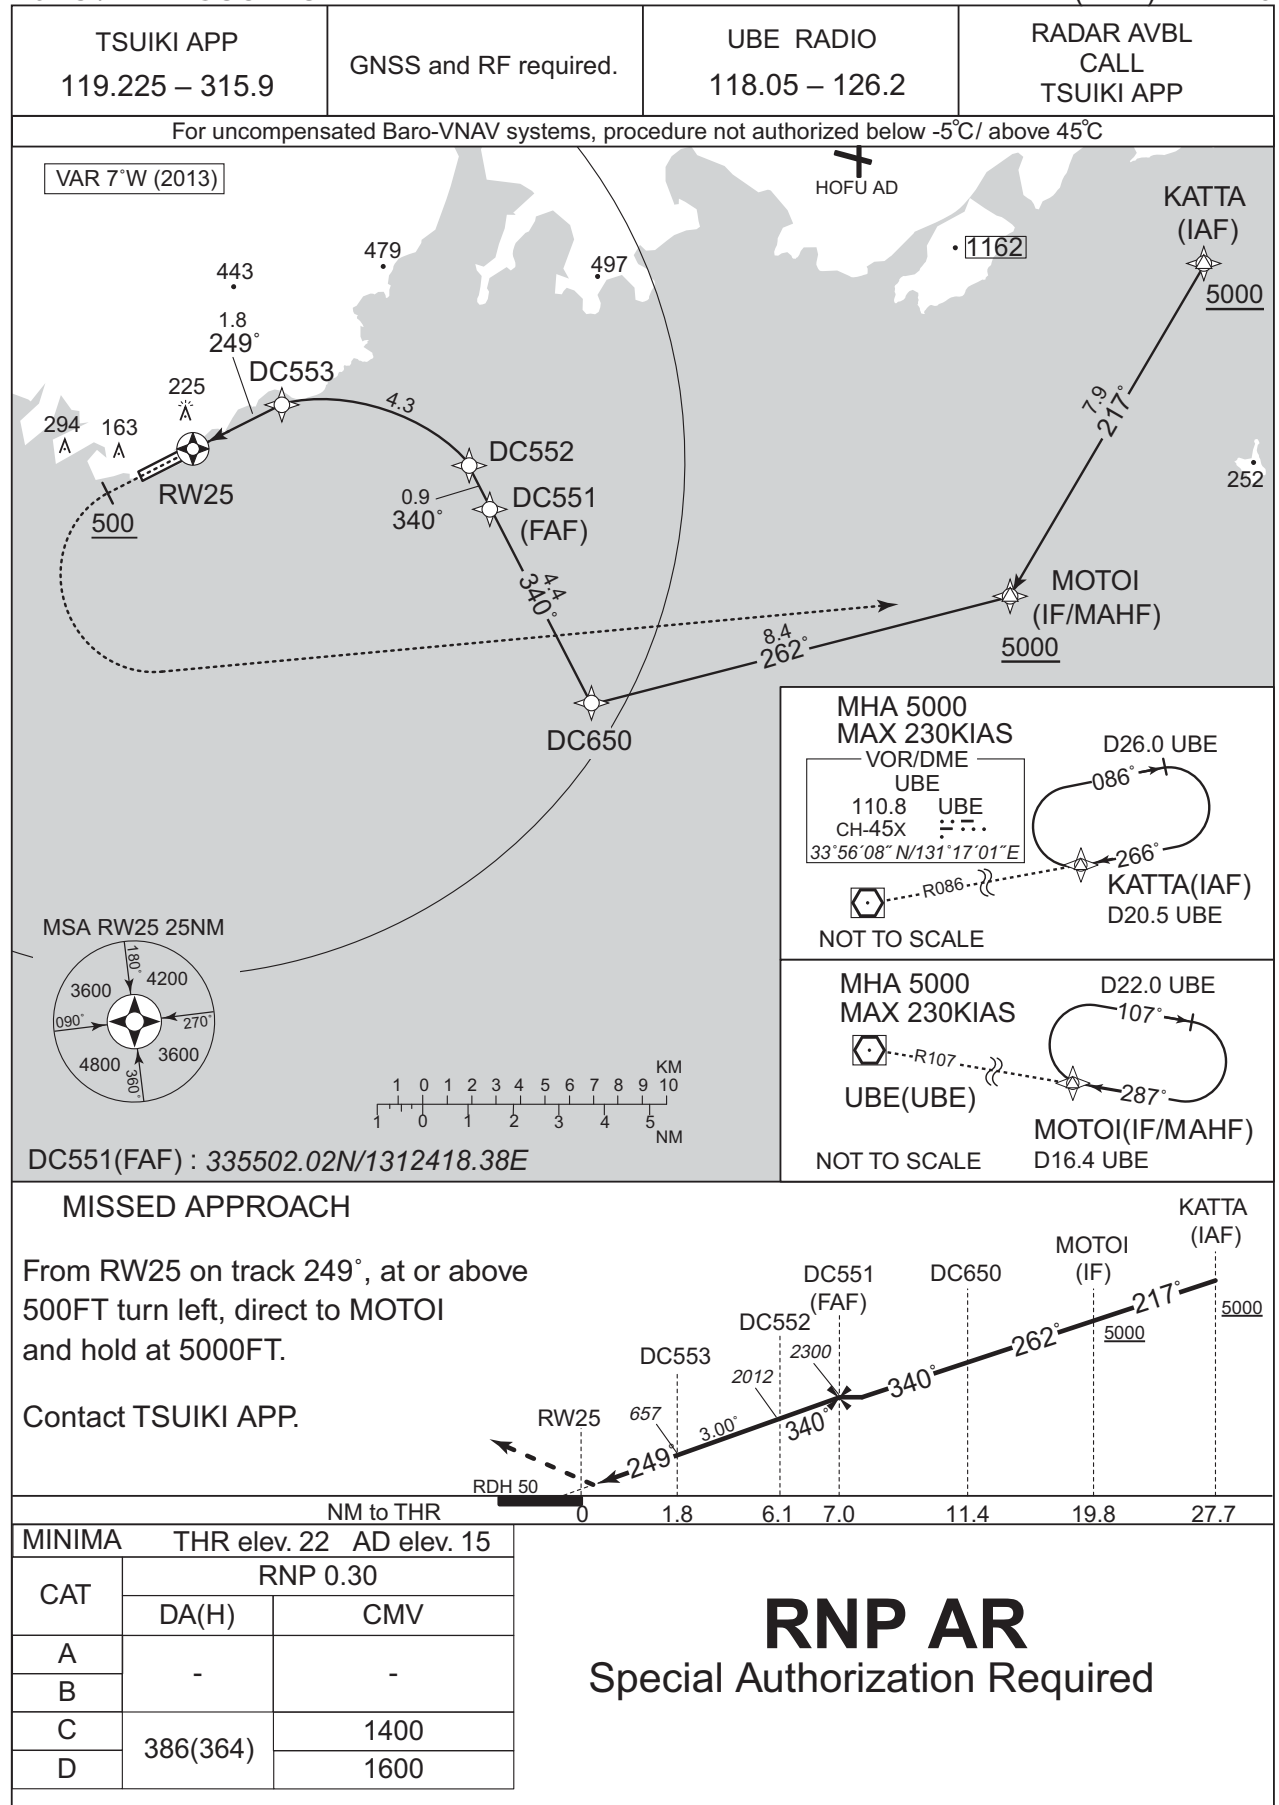 TSUIKI APP
119.225 – 315.9
GNSS and RF required.
UBE RADIO
118.05 – 126.2
RADAR AVBL
CALL
TSUIKI APP
For uncompensated Baro-VNAV systems, procedure not authorized below -5°C/ above 45°C
VAR 7°W (2013)
HOFU AD
KATTA
(IAF)
5000
1162
479
443
497
1.8
249°
DC553
225
4.3
294
163
RW25
500
DC552
0.9
340°
DC551
(FAF)
7.9
217°
252
4.4
340°
MOTOI
(IF/MAHF)
5000
8.4
262°
DC650
MHA 5000
MAX 230KIAS
VOR/DME
UBE
110.8 UBE
CH-45X
33°56′08″N/131°17′01″E
D26.0 UBE
086°
266°
R086
KATTA(IAF)
D20.5 UBE
NOT TO SCALE
MHA 5000
MAX 230KIAS
D22.0 UBE
107°
R107
287°
UBE(UBE)
MOTOI(IF/MAHF)
NOT TO SCALE
D16.4 UBE
MSA RW25 25NM
180°
3600
4200
090°
270°
4800
3600
360°
KM
1 0 1 2 3 4 5 6 7 8 9 10
1 0 1 2 3 4 5
NM
DC551(FAF) : 335502.02N/1312418.38E
MISSED APPROACH
From RW25 on track 249°, at or above
500FT turn left, direct to MOTOI
and hold at 5000FT.
Contact TSUIKI APP.
KATTA
(IAF)
MOTOI
(IF)
DC650
DC551
(FAF)
DC552
DC553
RW25
5000
5000
217°
262°
340°
2300
2012
657
3.00°
340°
249°
RDH 50
NM to THR
0 1.8 6.1 7.0 11.4 19.8 27.7
MINIMA THR elev. 22 AD elev. 15
CAT
RNP 0.30
DA(H) CMV
A
B
- -
C
D
386(364)
1400
1600
RNP AR
Special Authorization Required